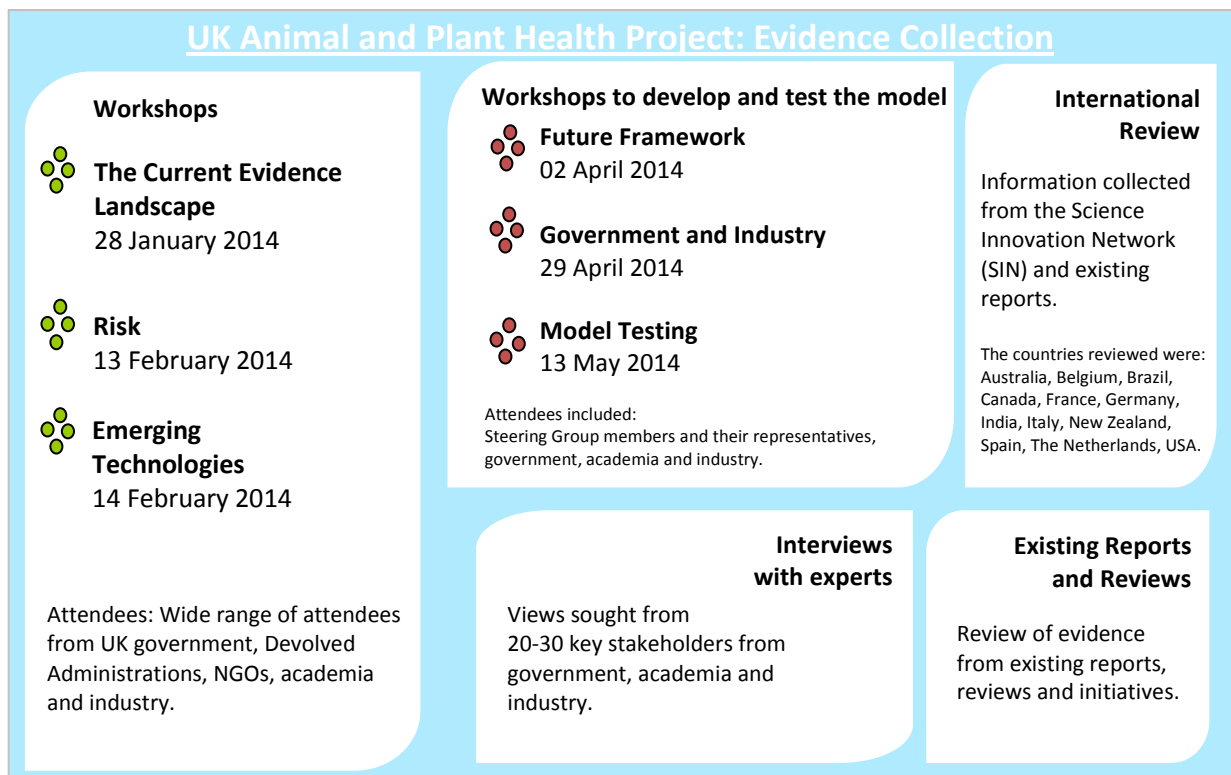 UK Animal and Plant Health Project: Evidence Collection
Workshops
The Current Evidence
Landscape
28 January 2014
Risk
13 February 2014
Emerging
Technologies
14 February 2014
Attendees: Wide range of attendees
from UK government, Devolved
Administrations, NGOs, academia
and industry.
Workshops to develop and test the model
Future Framework
02 April 2014
Government and Industry
29 April 2014
Model Testing
13 May 2014
Attendees included:
Steering Group members and their representatives,
government, academia and industry.
International
Review
Information collected
from the Science
Innovation Network
(SIN) and existing
reports.
The countries reviewed were:
Australia, Belgium, Brazil,
Canada, France, Germany,
India, Italy, New Zealand,
Spain, The Netherlands, USA.
Interviews
with experts
Views sought from
20-30 key stakeholders from
government, academia and
industry.
Existing Reports
and Reviews
Review of evidence
from existing reports,
reviews and initiatives.